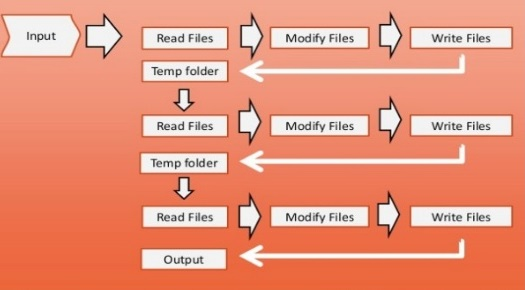 Input
Read Files
Modify Files
Write Files
Temp folder
Read Files
Modify Files
Write Files
Temp folder
Read Files
Modify Files
Write Files
Output